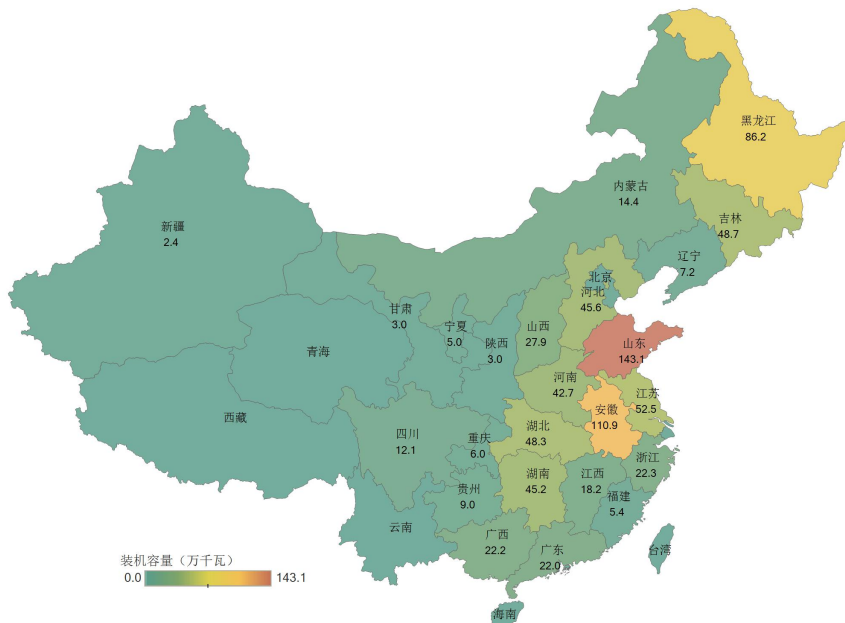 黑龙江
86.2
内蒙古
14.4
吉林
48.7
新疆
2.4
辽宁
7.2
北京
河北
45.6
甘肃
3.0
宁夏
5.0
陕西
3.0
山西
27.9
山东
143.1
青海
河南
42.7
江苏
52.5
安徽
110.9
西藏
四川
12.1
重庆
6.0
湖北
48.3
浙江
22.3
湖南
45.2
江西
18.2
贵州
9.0
福建
5.4
云南
广西
22.2
广东
22.0
台湾
海南
装机容量（万千瓦）
0.0
143.1